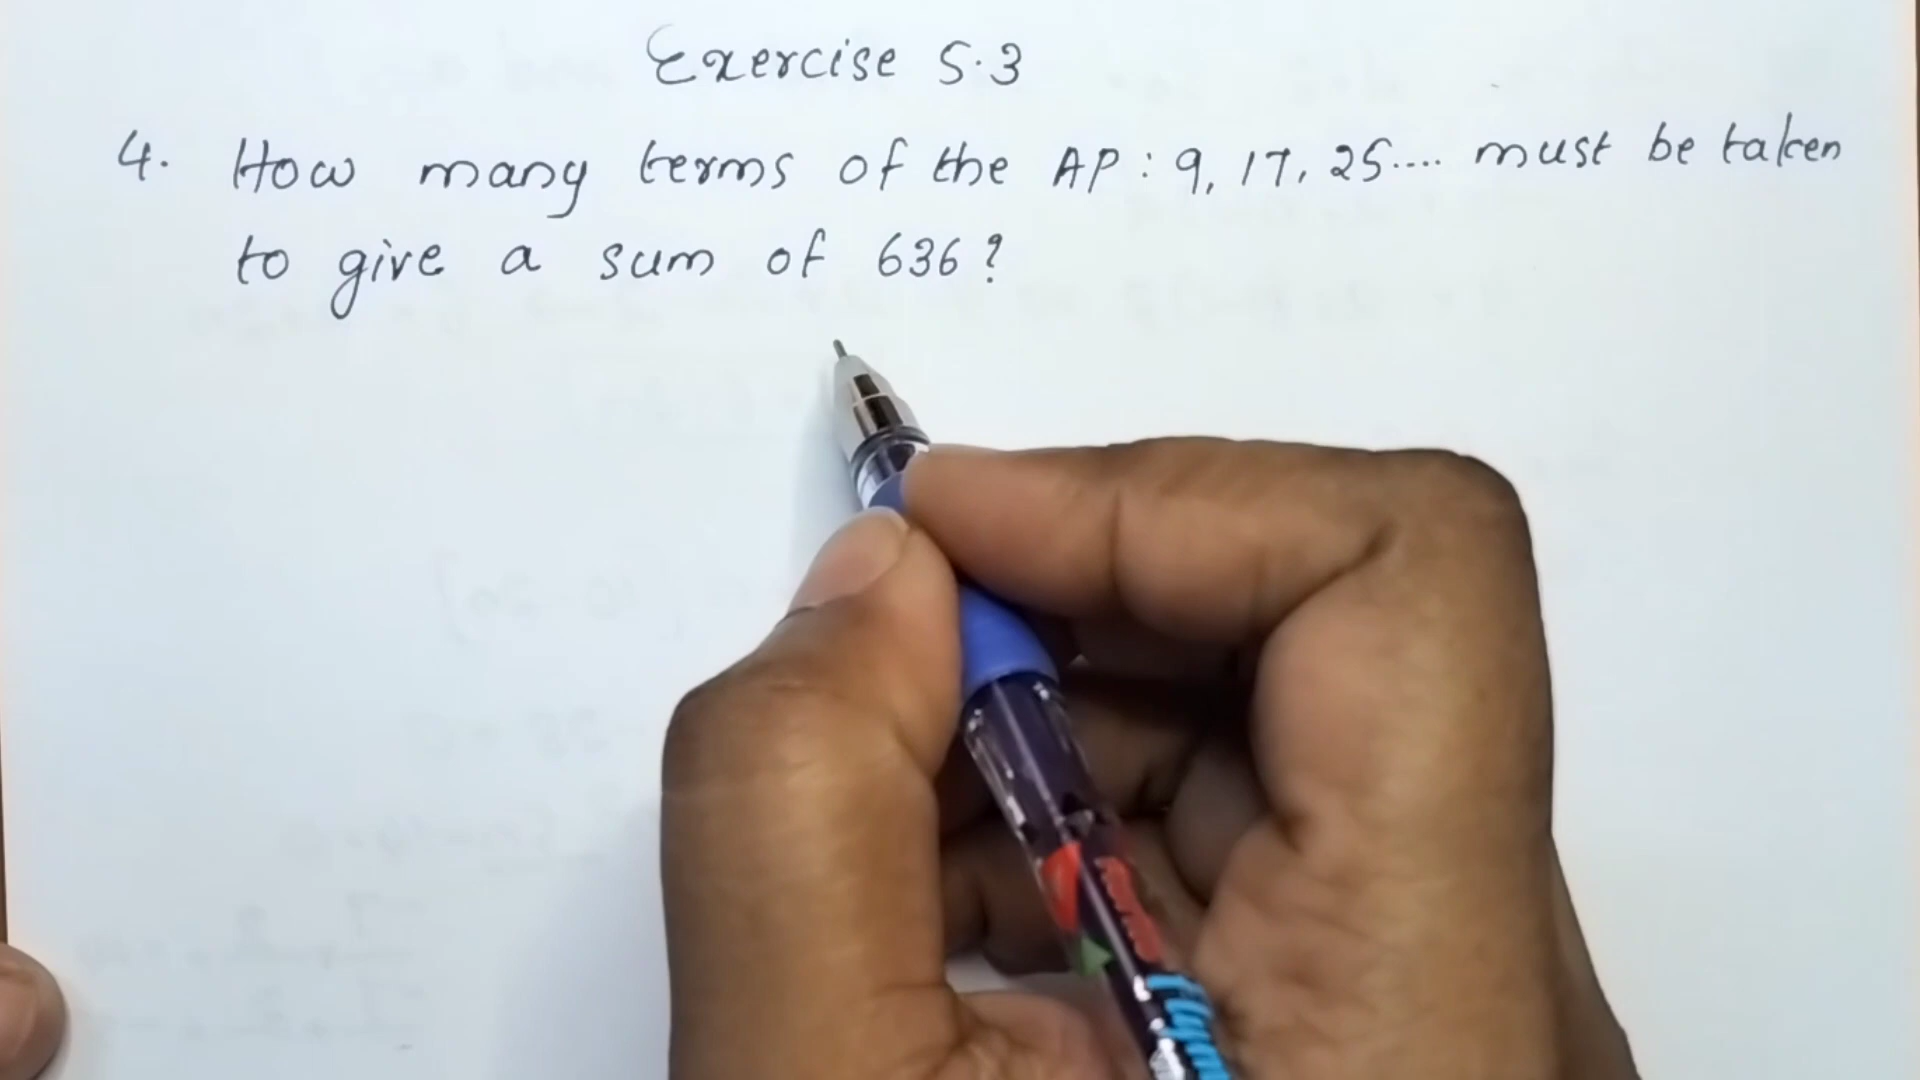 Exercise 5.3
4. How many terms of the AP : 9, 17, 25.... must be taken
to give a sum of 636?